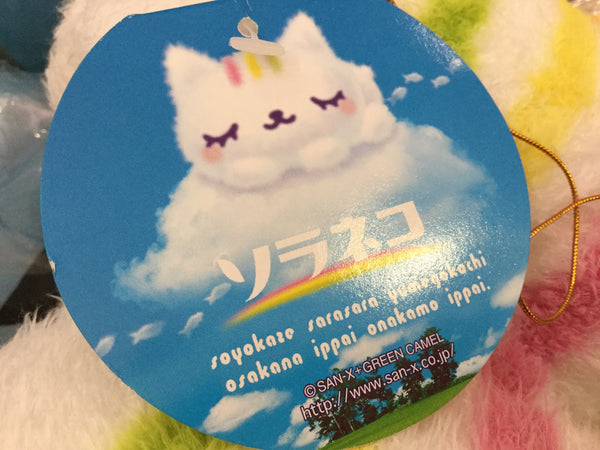 ソラネコ
soyokaze sarasara yumegokochi
osakana ippai onakamo ippai.
© SAN-X+GREEN CAMEL
http://www.san-x.co.jp/